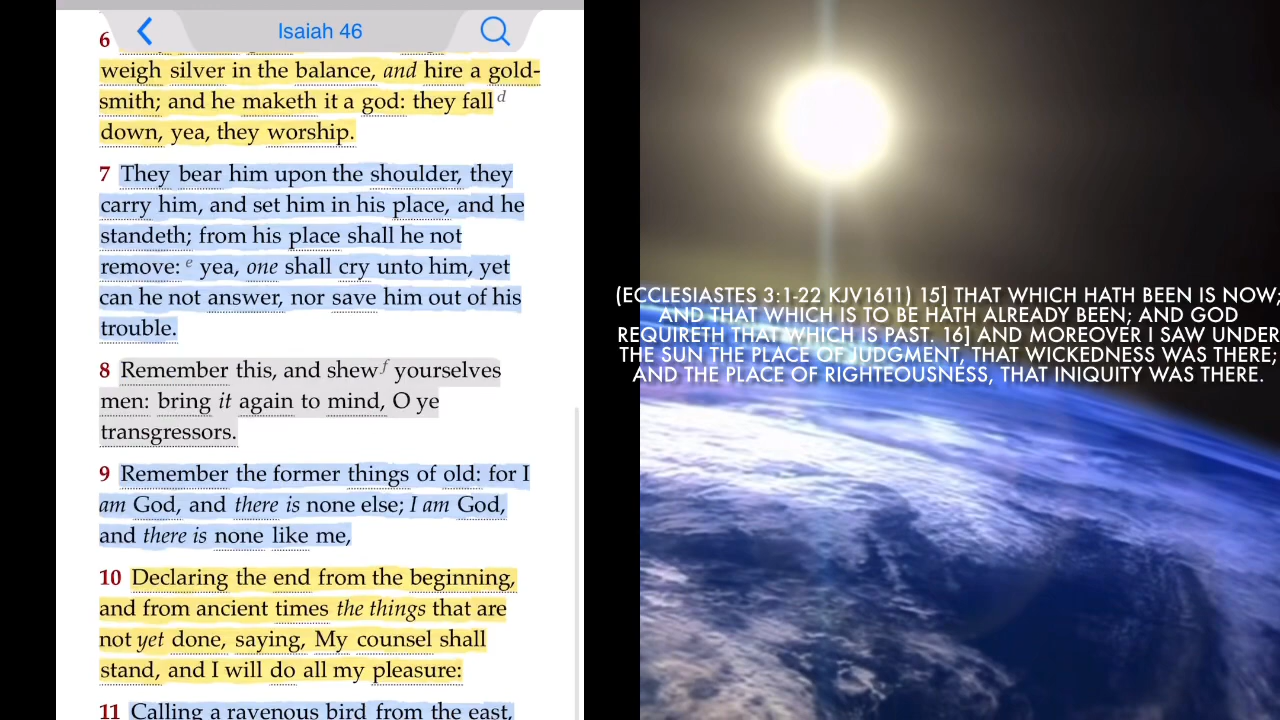 Isaiah 46
6
weigh silver in the balance, and hire a gold-
smith; and he maketh it a god: they fall d
down, yea, they worship.
7 They bear him upon the shoulder, they
carry him, and set him in his place, and he
standeth; from his place shall he not
remove: e yea, one shall cry unto him, yet
can he not answer, nor save him out of his
trouble.
8 Remember this, and shew f yourselves
men: bring it again to mind, O ye
transgressors.
9 Remember the former things of old: for I
am God, and there is none else; I am God,
and there is none like me,
10 Declaring the end from the beginning,
and from ancient times the things that are
not yet done, saying, My counsel shall
stand, and I will do all my pleasure:
11 Calling a ravenous bird from the east,
(ECCLESIASTES 3:1-22 KJV1611) 15] THAT WHICH HATH BEEN IS NOW;
AND THAT WHICH IS TO BE HATH ALREADY BEEN; AND GOD
REQUIRETH THAT WHICH IS PAST. 16] AND MOREOVER I SAW UNDER
THE SUN THE PLACE OF JUDGMENT, THAT WICKEDNESS WAS THERE;
AND THE PLACE OF RIGHTEOUSNESS, THAT INIQUITY WAS THERE.